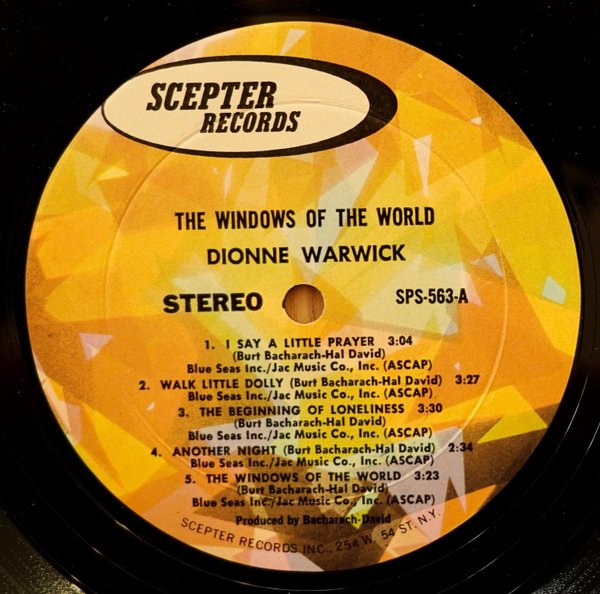 SCEPTER
RECORDS
THE WINDOWS OF THE WORLD
DIONNE WARWICK
STEREO SPS-563-A
1. I SAY A LITTLE PRAYER 3:04
(Burt Bacharach-Hal David)
Blue Seas Inc./Jac Music Co., Inc. (ASCAP)
2. WALK LITTLE DOLLY (Burt Bacharach-Hal David) 3:27
Blue Seas Inc./Jac Music Co., Inc. (ASCAP)
3. THE BEGINNING OF LONELINESS 3:30
(Burt Bacharach-Hal David)
Blue Seas Inc./Jac Music Co., Inc. (ASCAP)
4. ANOTHER NIGHT (Burt Bacharach-Hal David) 2:34
Blue Seas Inc./Jac Music Co., Inc. (ASCAP)
5. THE WINDOWS OF THE WORLD 3:23
(Burt Bacharach-Hal David)
Blue Seas Inc./Jac Music Co., Inc. (ASCAP)
Produced by Bacharach-David
SCEPTER RECORDS INC., 254 W. 54 ST. N.Y.